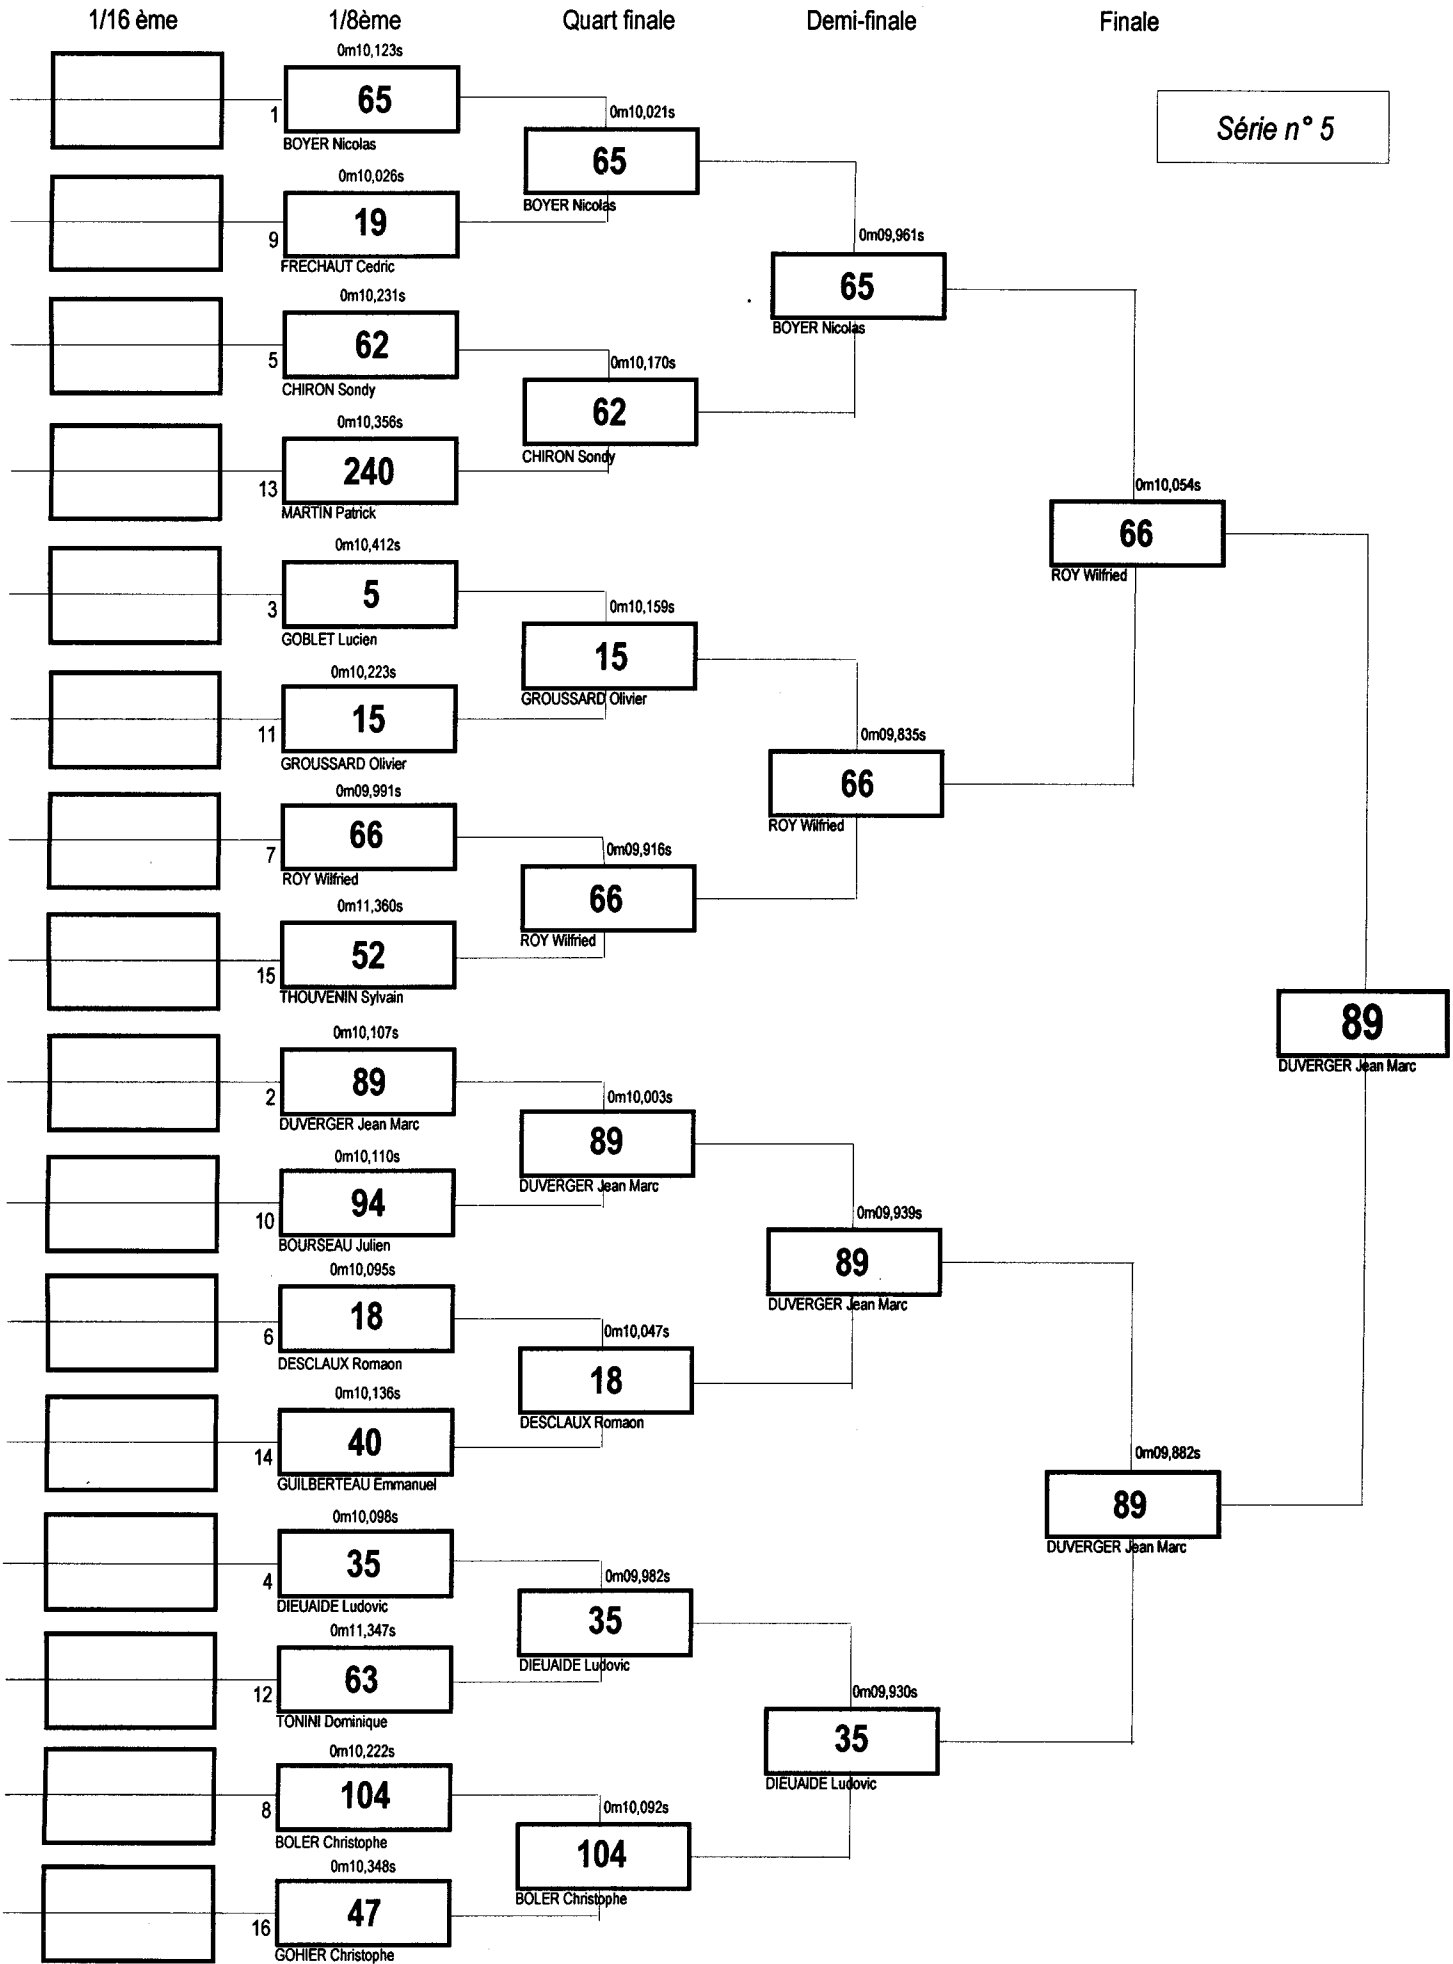 1/16 ème
1/8ème
Quart finale
Demi-finale
Finale
Série n° 5
0m10,123s
1
65
BOYER Nicolas
0m10,026s
9
19
FRECHAUT Cedric
0m10,231s
5
62
CHIRON Sondy
0m10,356s
13
240
MARTIN Patrick
0m10,412s
3
5
GOBLET Lucien
0m10,223s
11
15
GROUSSARD Olivier
0m09,991s
7
66
ROY Wilfried
0m11,360s
15
52
THOUVENIN Sylvain
0m10,107s
2
89
DUVERGER Jean Marc
0m10,110s
10
94
BOURSEAU Julien
0m10,095s
6
18
DESCLAUX Romaon
0m10,136s
14
40
GUILBERTEAU Emmanuel
0m10,098s
4
35
DIEUAIDE Ludovic
0m11,347s
12
63
TONINI Dominique
0m10,222s
8
104
BOLER Christophe
0m10,348s
16
47
GOHIER Christophe
0m10,021s
65
BOYER Nicolas
0m10,170s
62
CHIRON Sondy
0m10,159s
15
GROUSSARD Olivier
0m09,916s
66
ROY Wilfried
0m10,003s
89
DUVERGER Jean Marc
0m10,047s
18
DESCLAUX Romaon
0m09,982s
35
DIEUAIDE Ludovic
0m10,092s
104
BOLER Christophe
0m09,961s
65
BOYER Nicolas
0m09,835s
66
ROY Wilfried
0m09,939s
89
DUVERGER Jean Marc
0m09,930s
35
DIEUAIDE Ludovic
0m10,054s
66
ROY Wilfried
0m09,882s
89
DUVERGER Jean Marc
89
DUVERGER Jean Marc